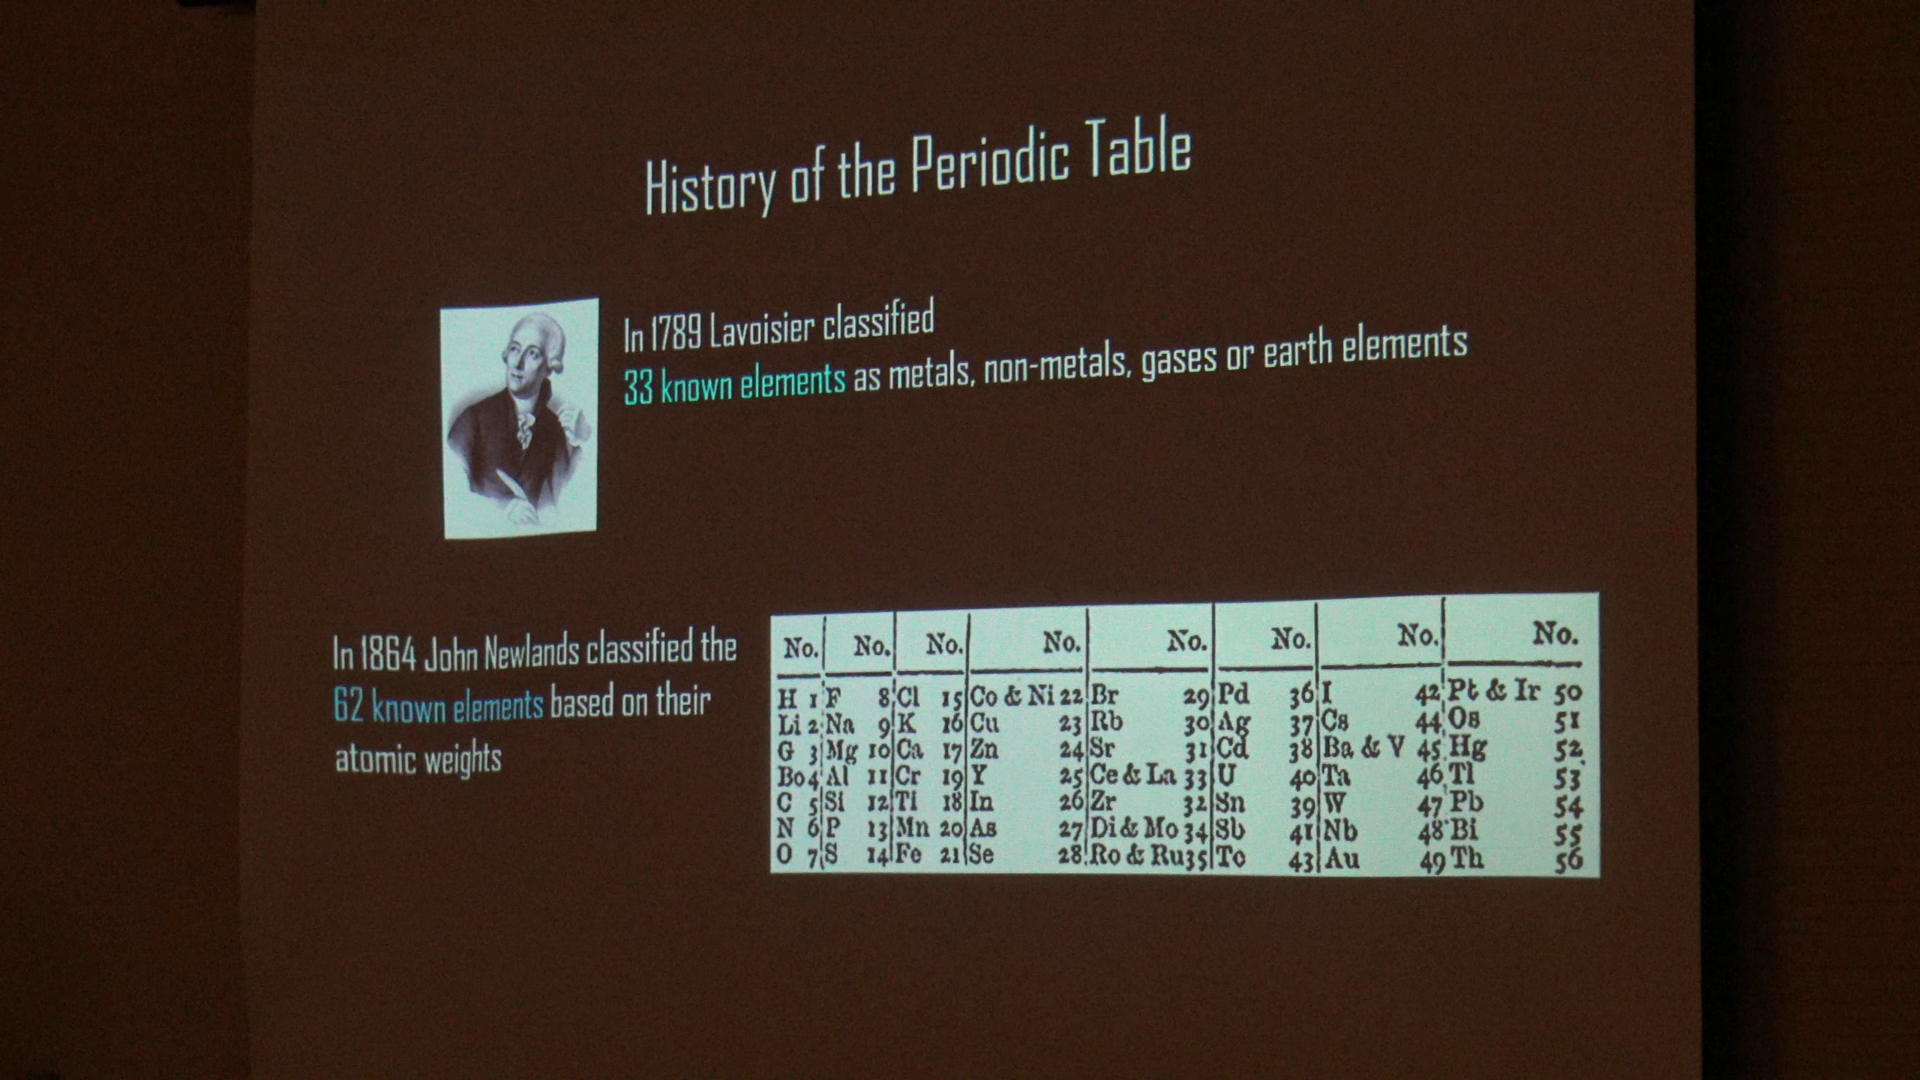 History of the Periodic Table
In 1789 Lavoisier classified
33 known elements as metals, non-metals, gases or earth elements
In 1864 John Newlands classified the
62 known elements based on their
atomic weights
No. No. No. No. No. No. No. No.
H 1 F 8 Cl 15 Co & Ni 22 Br 29 Pd 36 I 42 Pt & Ir 50
Li 2 Na 9 K 16 Cu 23 Rb 30 Ag 37 Cs 44 Os 51
G 3 Mg 10 Ca 17 Zn 24 Sr 31 Cd 38 Ba & V 45 Hg 52
Bo 4 Al 11 Cr 19 Y 25 Ce & La 33 U 40 Ta 46 Tl 53
C 5 Si 12 Ti 18 In 26 Zr 32 Sn 39 W 47 Pb 54
N 6 P 13 Mn 20 As 27 Di & Mo 34 Sb 41 Nb 48 Bi 55
O 7 S 14 Fe 21 Se 28 Ro & Ru 35 Te 43 Au 49 Th 56